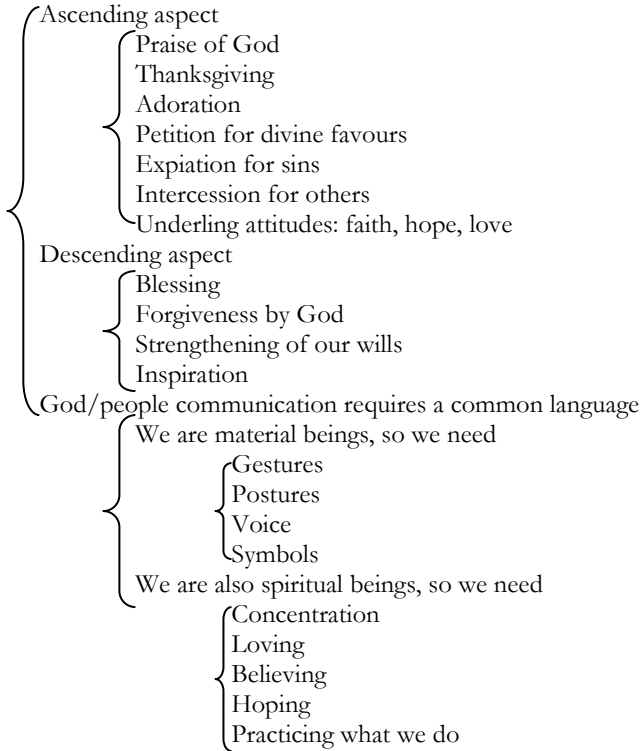 Ascending aspect
Praise of God
Thanksgiving
Adoration
Petition for divine favours
Expiation for sins
Intercession for others
Underling attitudes: faith, hope, love
Descending aspect
Blessing
Forgiveness by God
Strengthening of our wills
Inspiration
God/people communication requires a common language
We are material beings, so we need
Gestures
Postures
Voice
Symbols
We are also spiritual beings, so we need
Concentration
Loving
Believing
Hoping
Practicing what we do